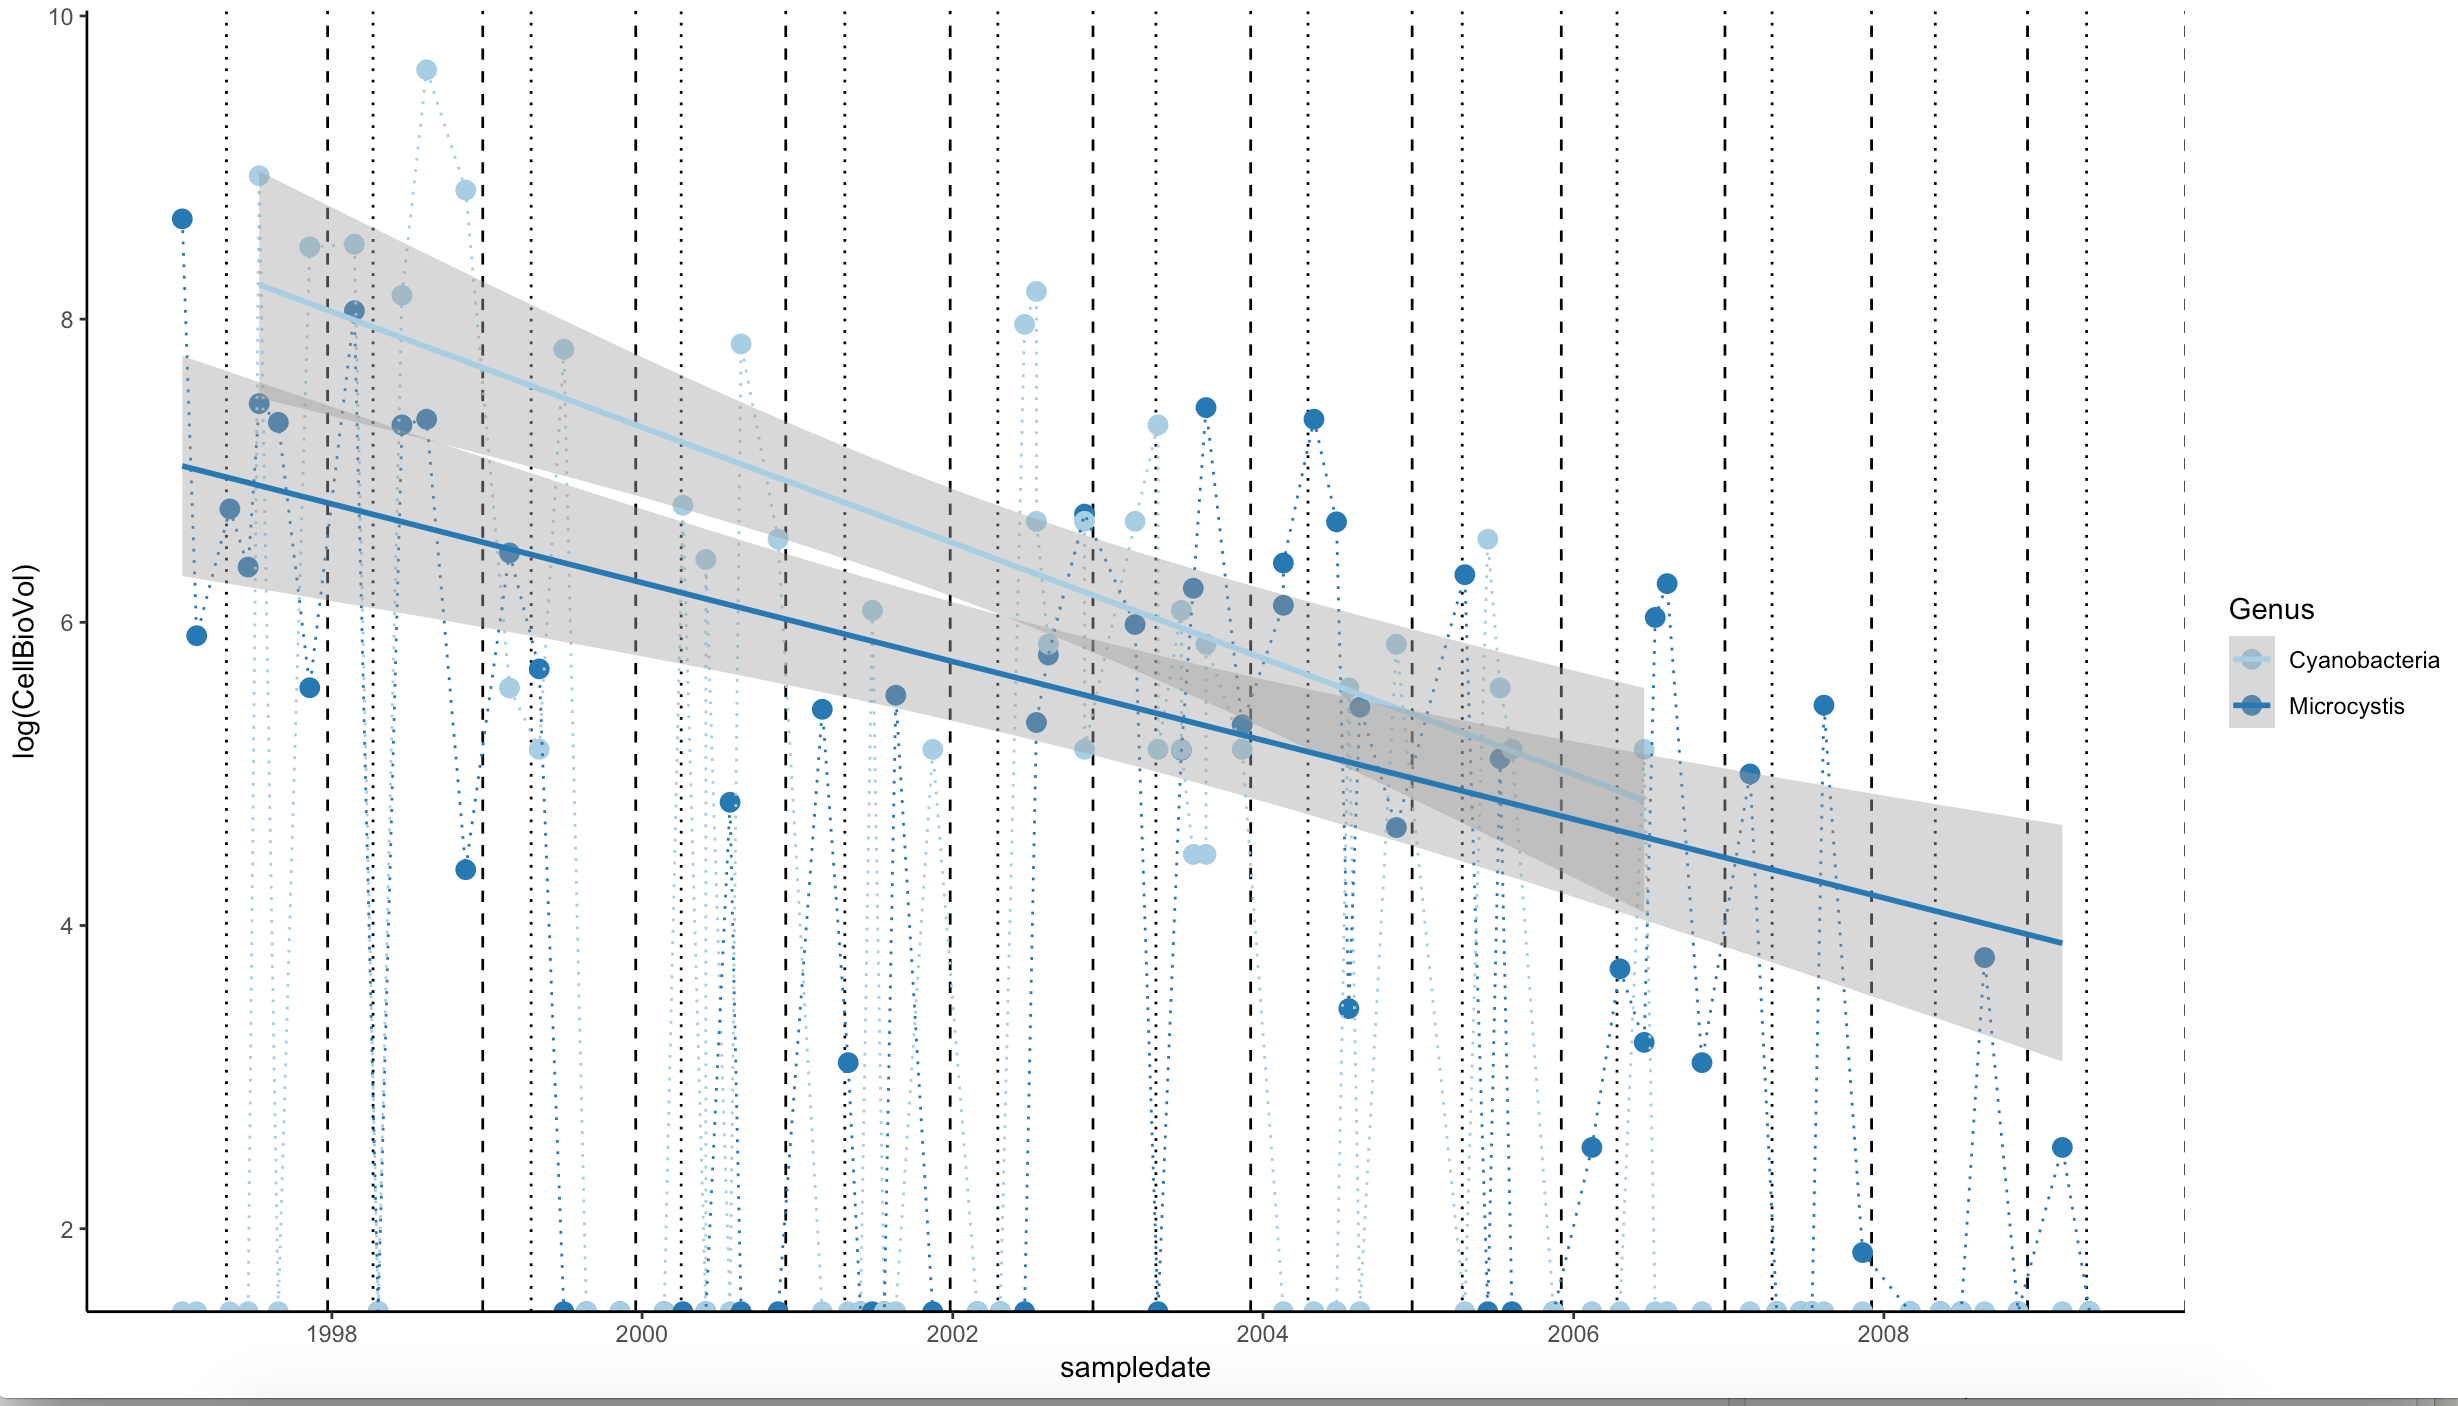 10
8
6
4
2
log(CellBioVol)
1998 2000 2002 2004 2006 2008
sampledate
Genus
Cyanobacteria
Microcystis